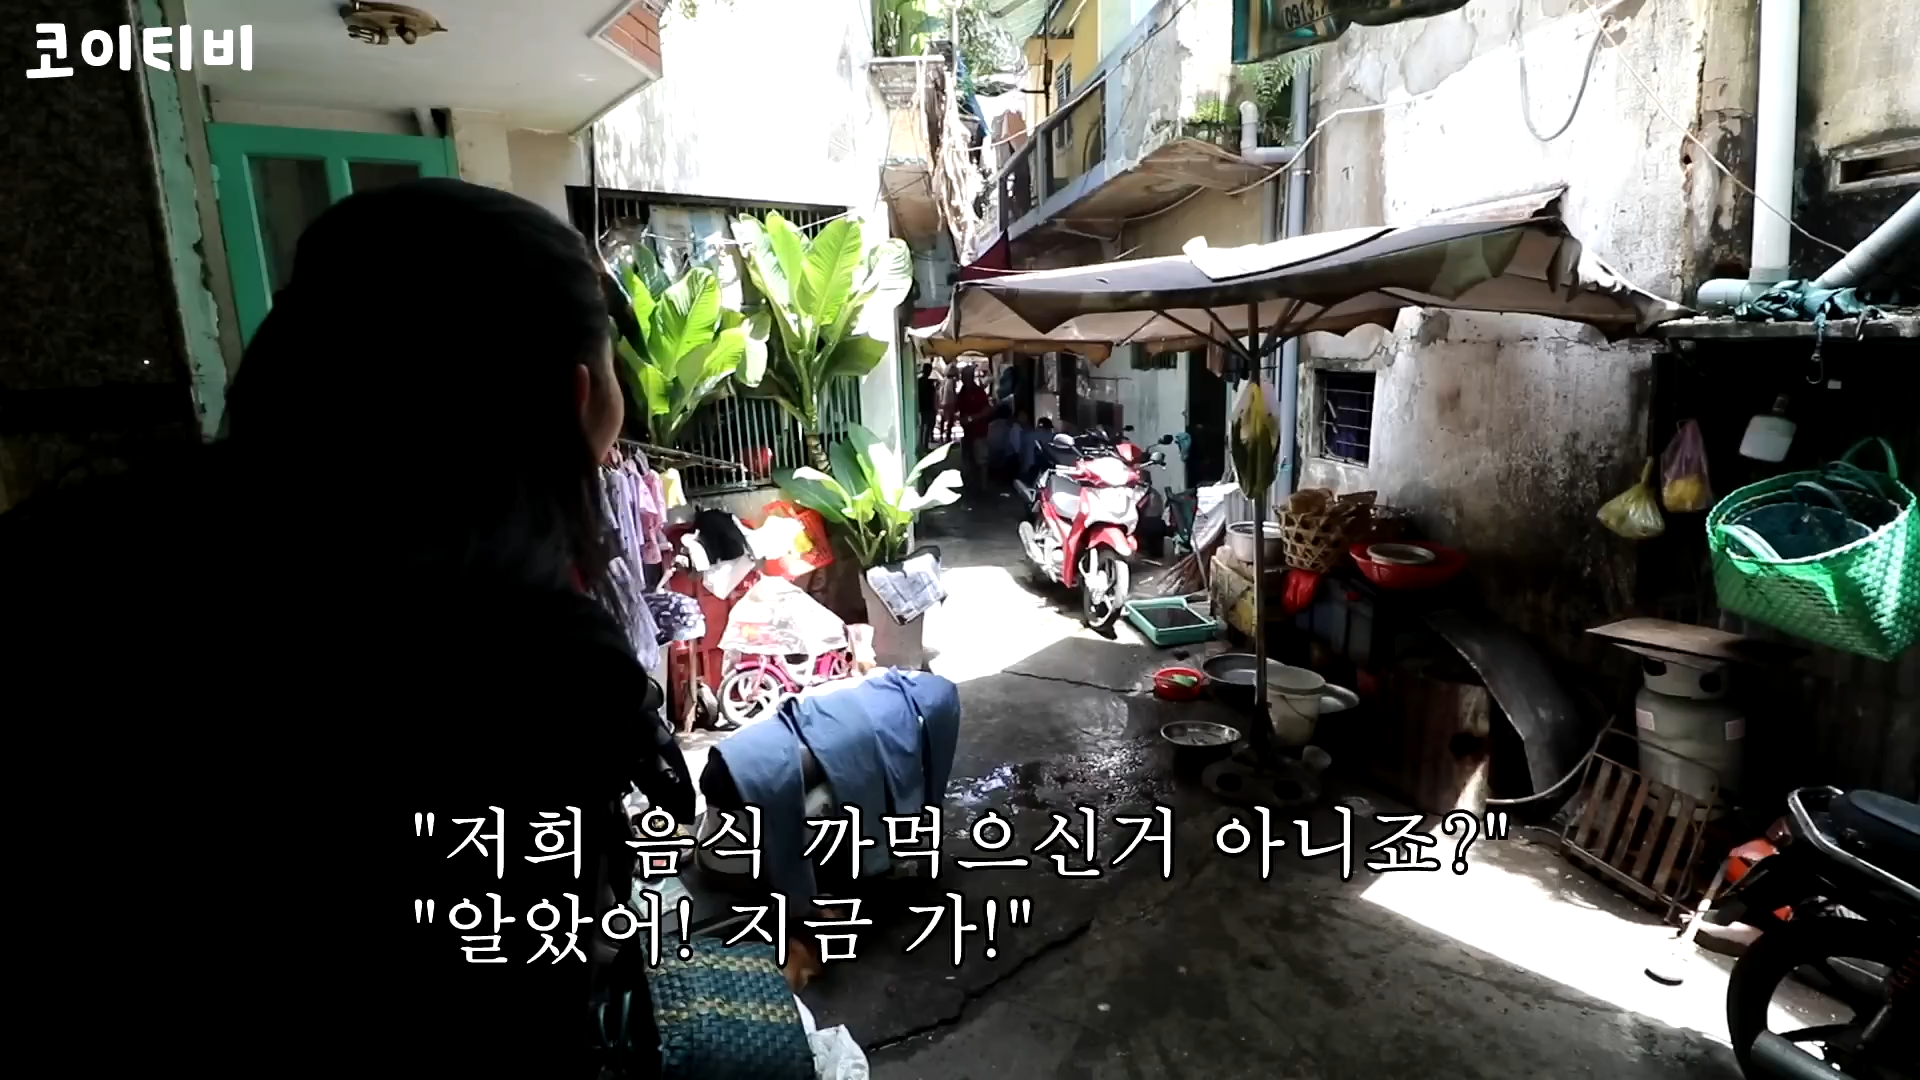 코이티비
0913.
"저희 음식 까먹으신거 아니죠?"
"알았어! 지금 가!"